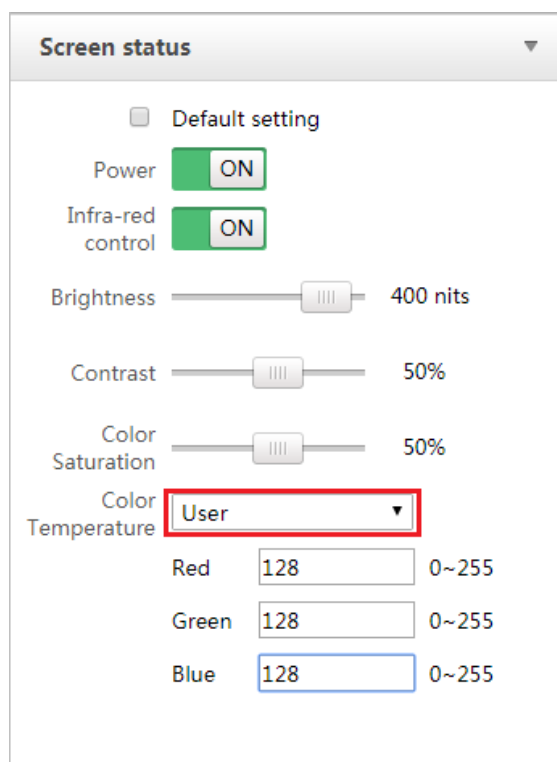 Screen status
Default setting
Power ON
Infra-red
control ON
Brightness 400 nits
Contrast 50%
Color
Saturation 50%
Color
Temperature User
Red 128 0~255
Green 128 0~255
Blue 128 0~255